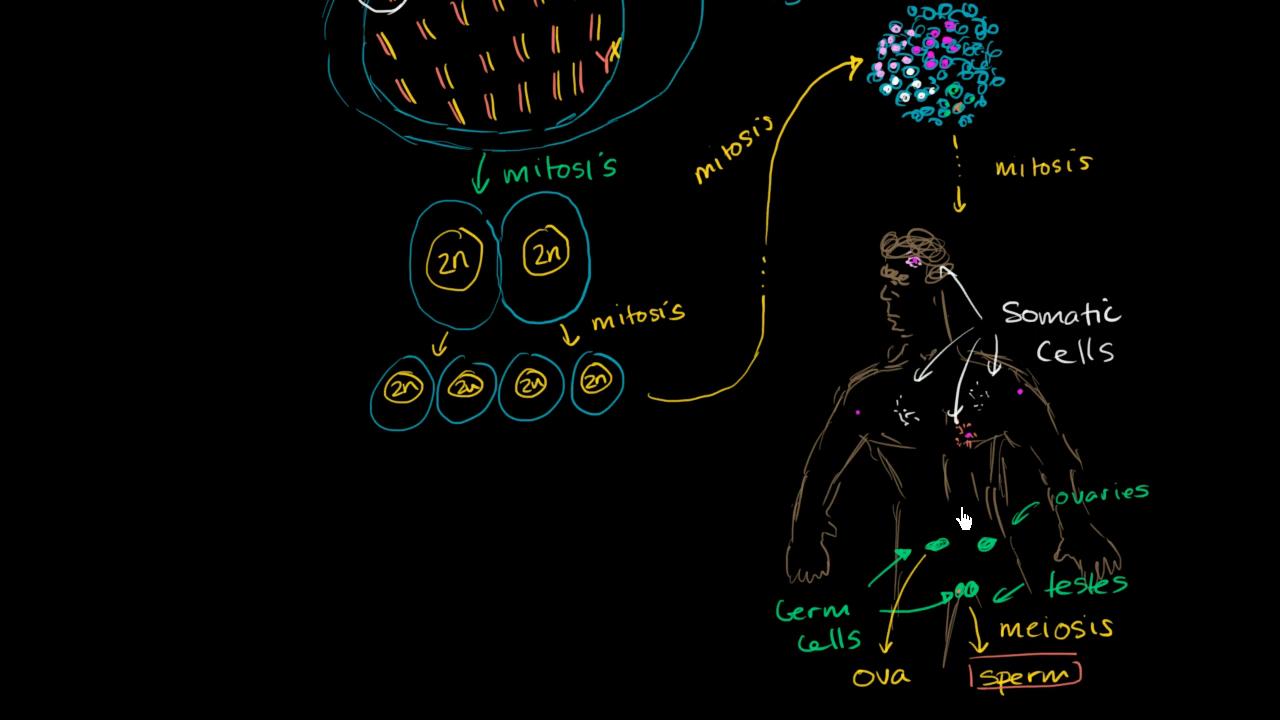 YX
mitosis
2n 2n
mitosis
2n 2n 2n 2n
mitosis
mitosis
Somatic
Cells
ovaries
testes
Germ
Cells
meiosis
ova
sperm